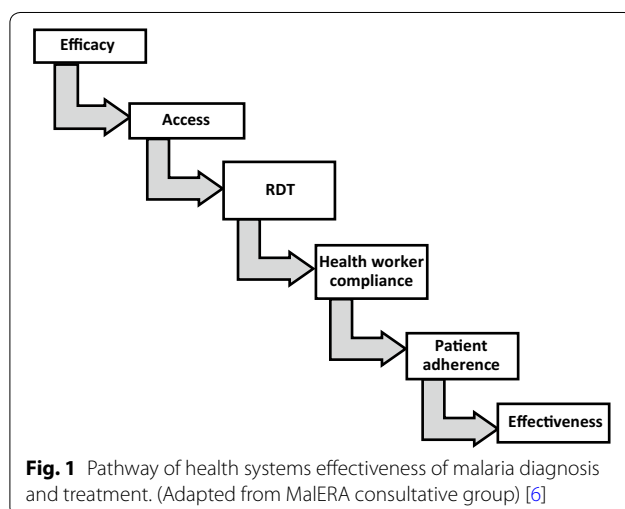 Efficacy
Access
RDT
Health worker
compliance
Patient
adherence
Effectiveness
Fig. 1 Pathway of health systems effectiveness of malaria diagnosis
and treatment. (Adapted from MalERA consultative group) [6]